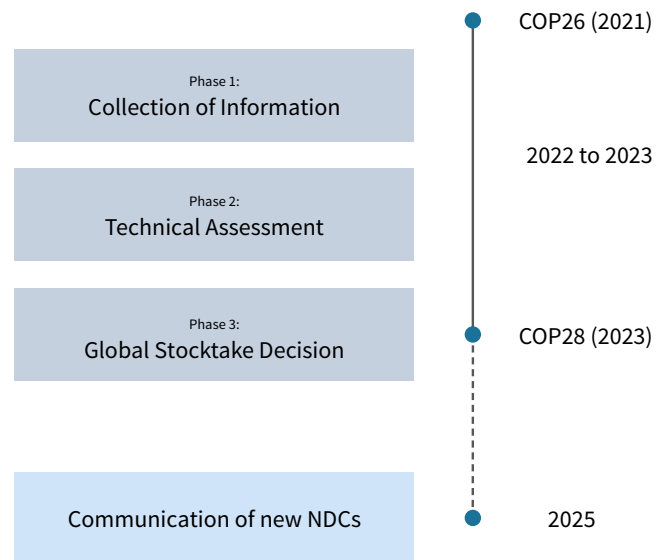 COP26 (2021)
Phase 1:
Collection of Information
2022 to 2023
Phase 2:
Technical Assessment
Phase 3:
Global Stocktake Decision
COP28 (2023)
Communication of new NDCs
2025